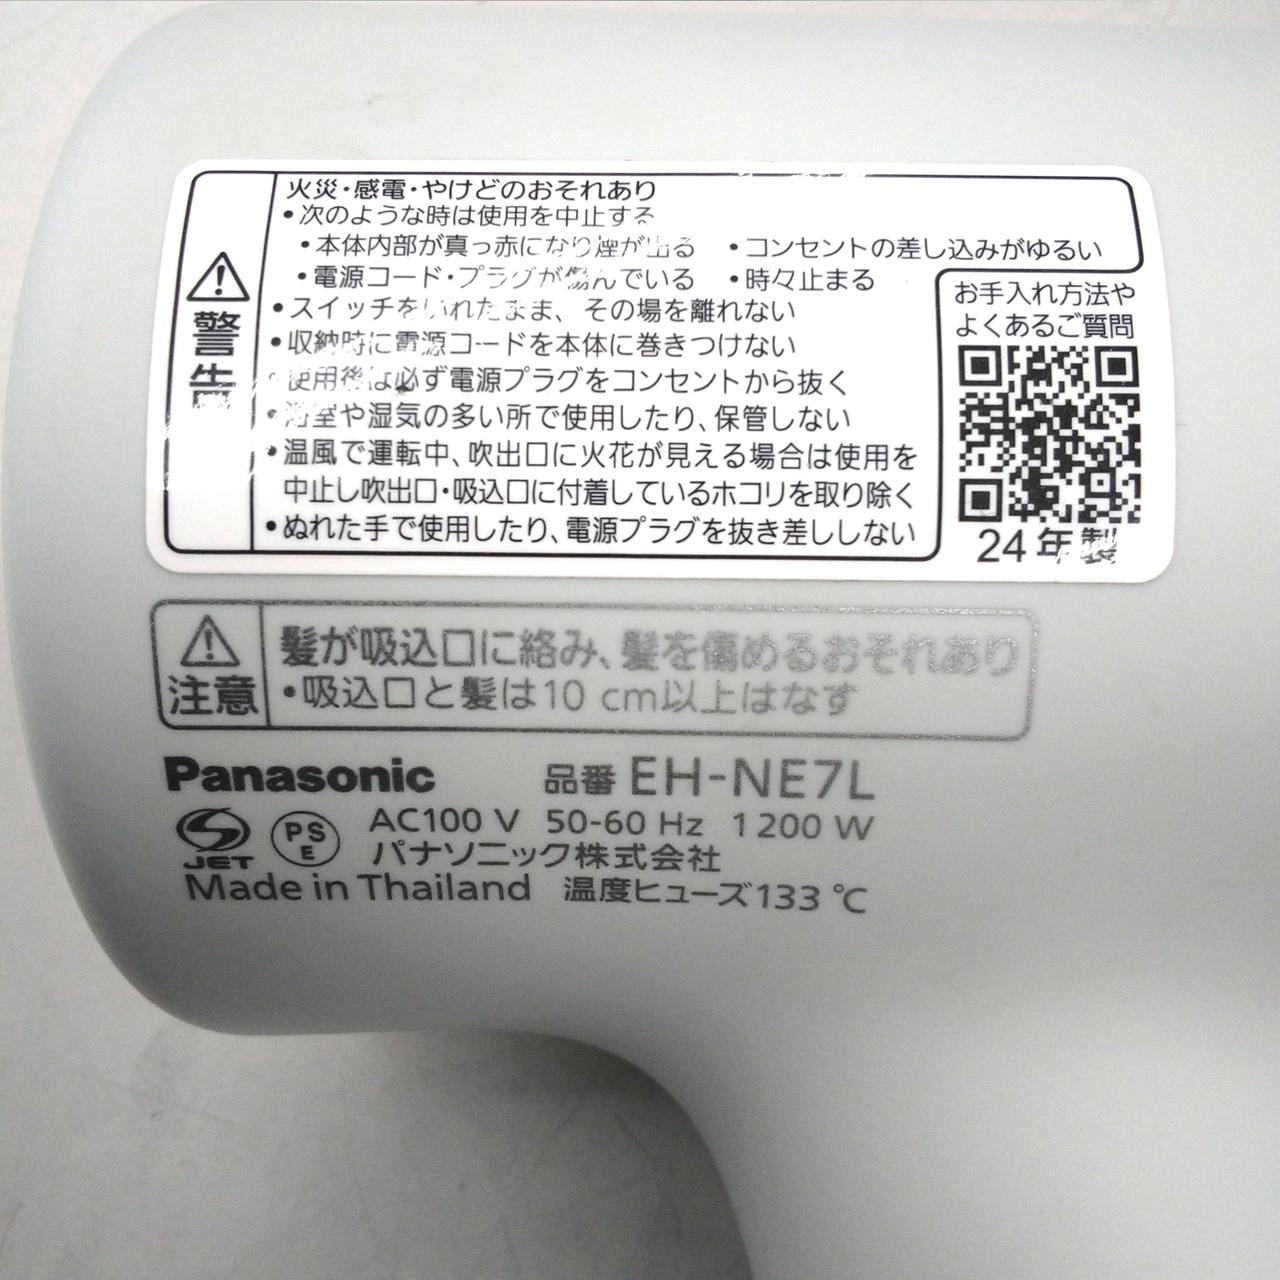 警告
火災・感電・やけどのおそれあり
•次のような時は使用を中止する
•本体内部が真っ赤になり煙が出る •コンセントの差し込みがゆるい
•電源コード・プラグが傷んでいる •時々止まる
•スイッチをいれたまま、その場を離れない
•収納時に電源コードを本体に巻きつけない
•使用後は必ず電源プラグをコンセントから抜く
•浴室や湿気の多い所で使用したり、保管しない
•温風で運転中、吹出口に火花が見える場合は使用を
中止し吹出口・吸込口に付着しているホコリを取り除く
•ぬれた手で使用したり、電源プラグを抜き差ししない
お手入れ方法や
よくあるご質問
24年製
注意
髪が吸込口に絡み、髪を傷めるおそれあり
•吸込口と髪は10 cm以上はなす
Panasonic 品番 EH-NE7L
JET PS E AC100 V 50-60 Hz 1200 W
パナソニック株式会社
Made in Thailand 温度ヒューズ133 ℃